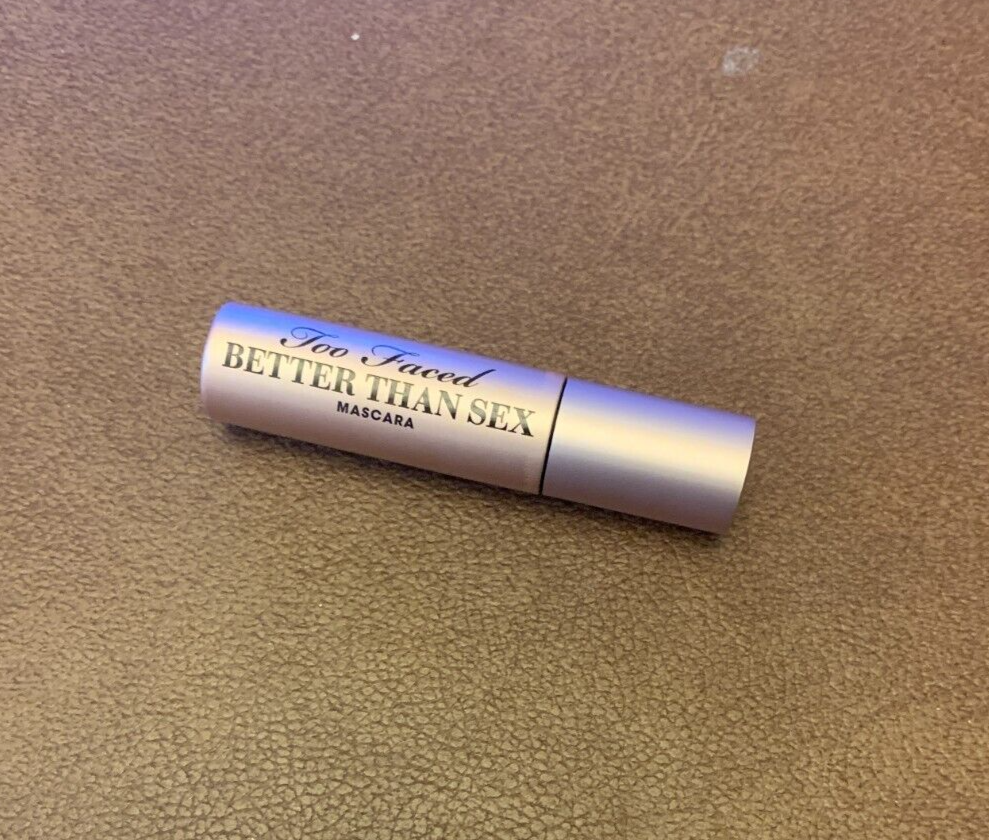 Too Faced
BETTER THAN SEX
MASCARA